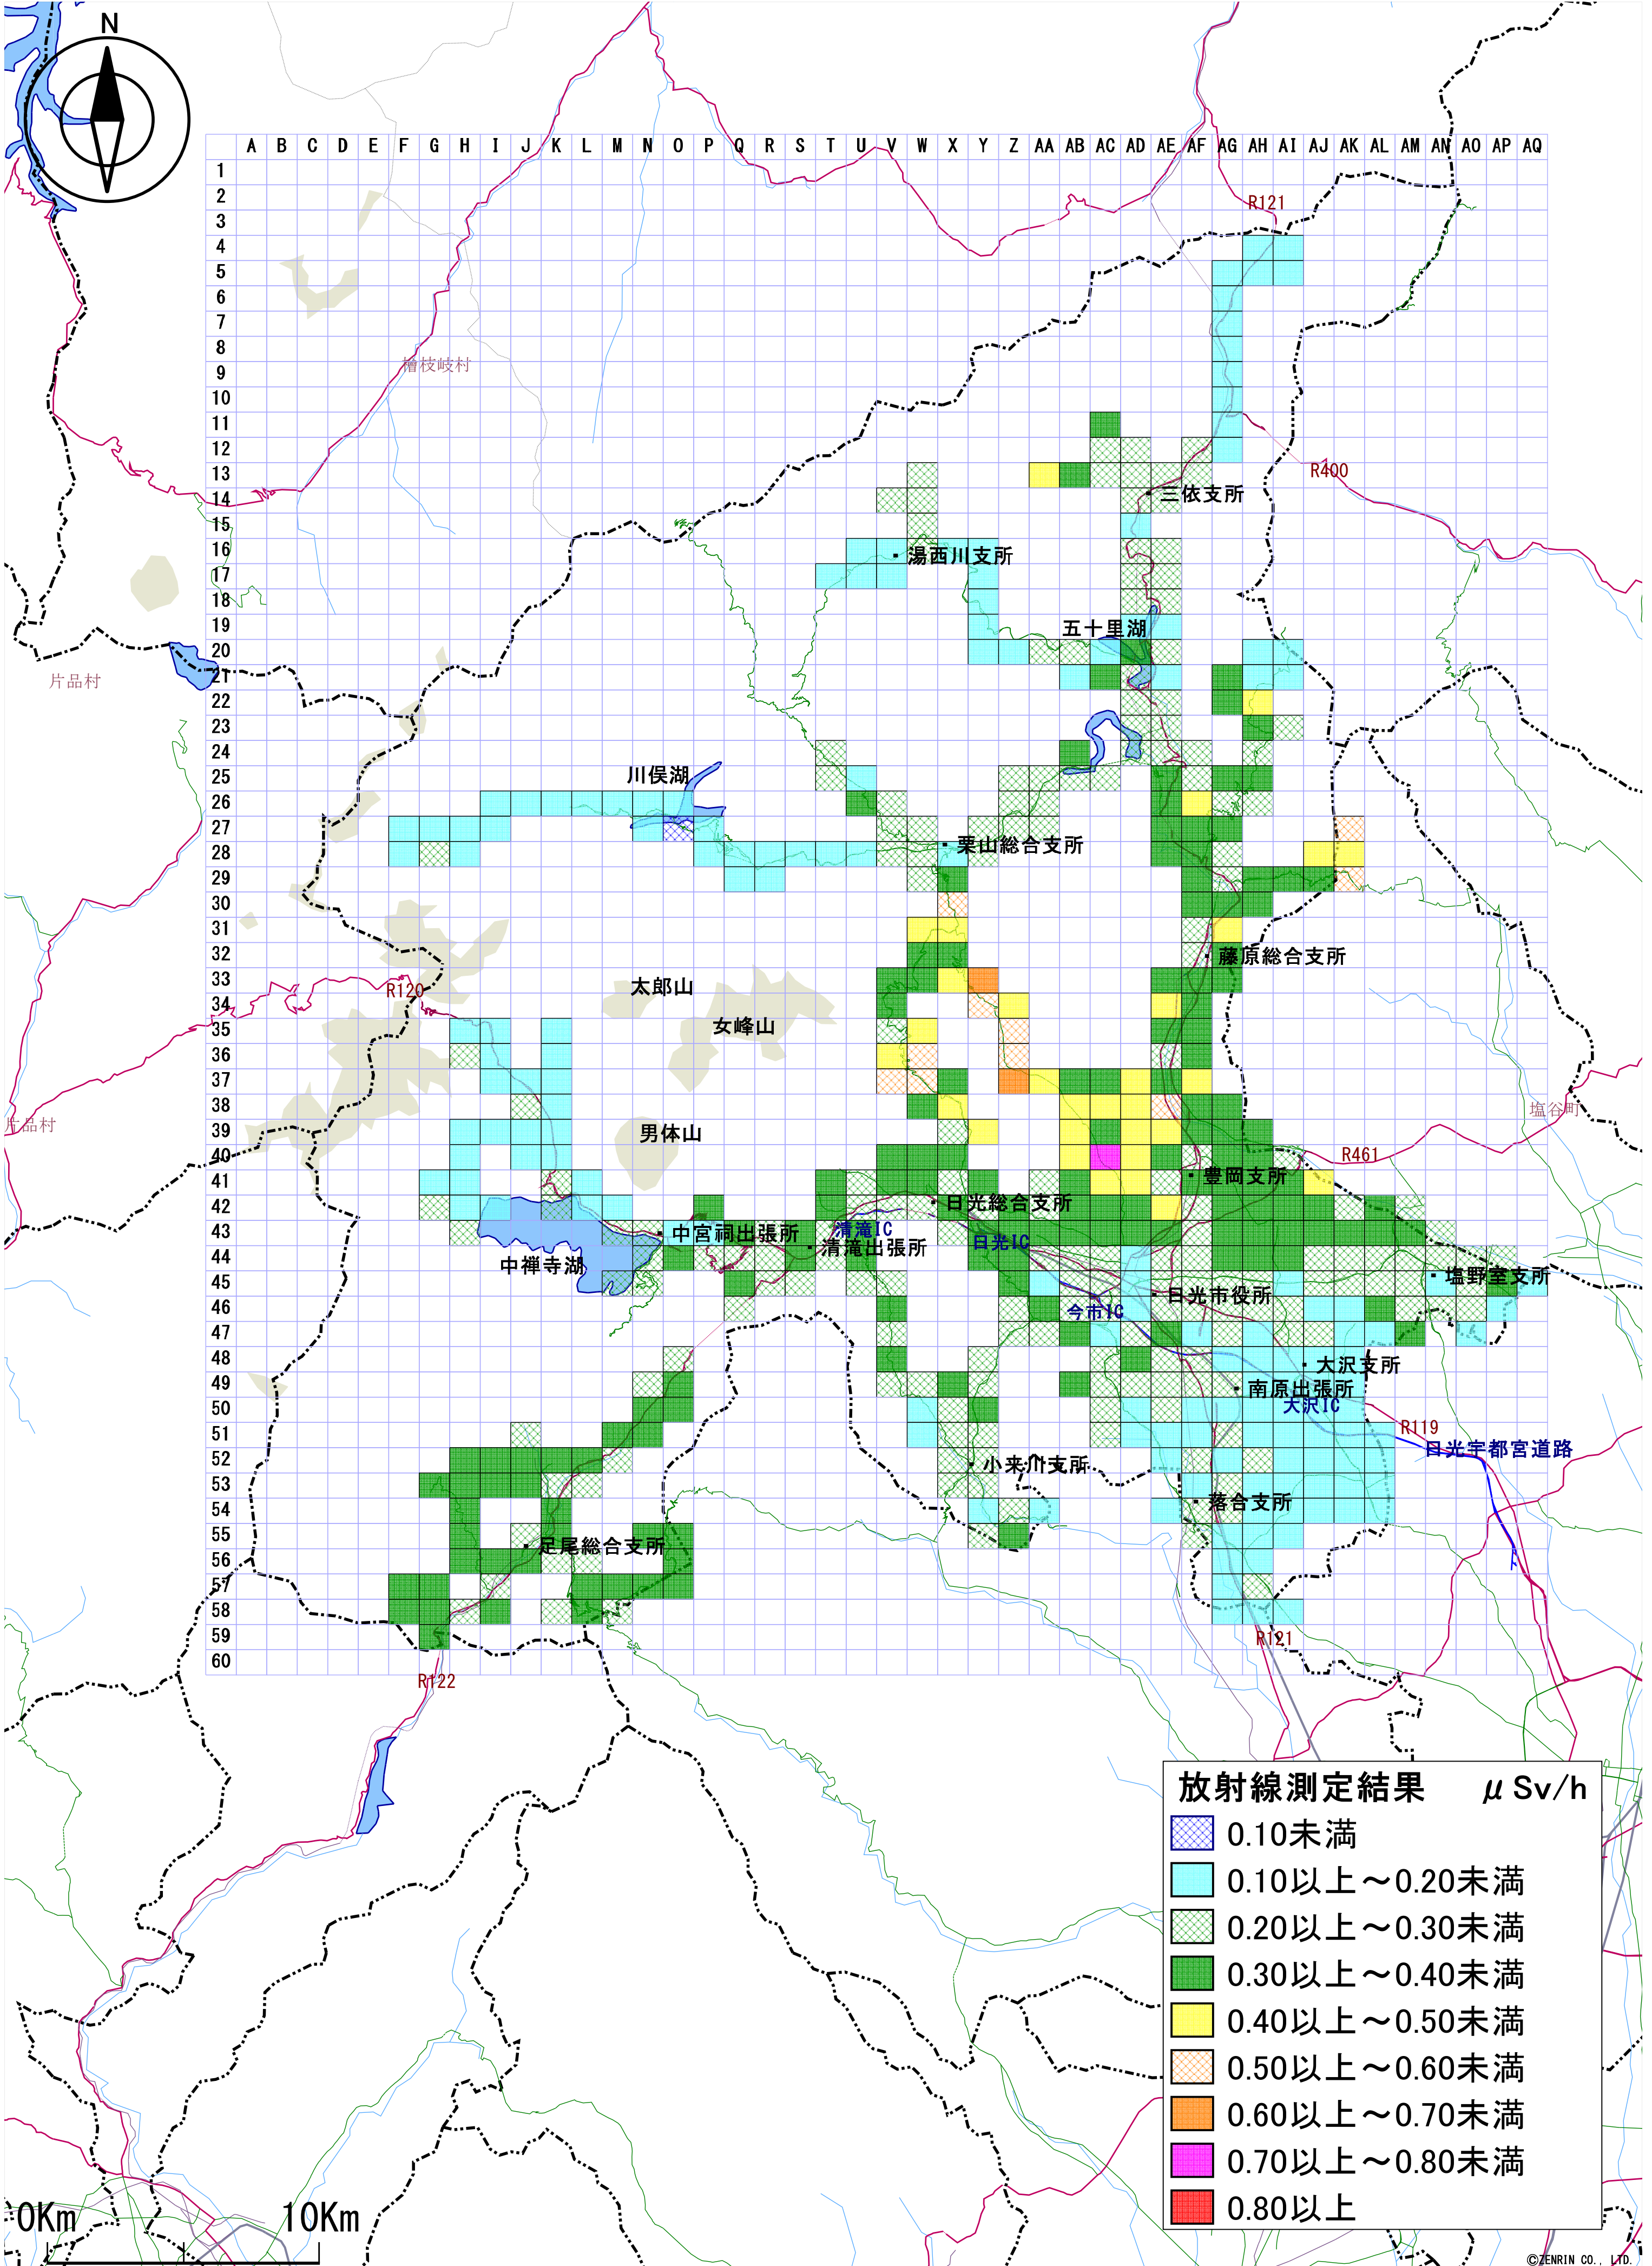 N
A B C D E F G H I J K L M N O P Q R S T U V W X Y Z AA AB AC AD AE AF AG AH AI AJ AK AL AM AN AO AP AQ
1
2
R121
3
4
5
6
7
8
檜枝岐村
9
10
11
12
13
R400
14
三依支所
15
16
湯西川支所
17
18
19
五十里湖
20
21
片品村
22
23
24
25
川俣湖
26
27
28
栗山総合支所
29
30
31
32
藤原総合支所
33
太郎山
R120
34
35
女峰山
36
37
38
塩谷町
片品村
39
男体山
40
R461
41
豊岡支所
42
日光総合支所
43
中宮祠出張所
清滝IC
日光IC
44
清滝出張所
中禅寺湖
45
塩野室支所
日光市役所
46
今市IC
47
48
大沢支所
49
南原出張所
50
大沢IC
51
R119
日光宇都宮道路
52
小来川支所
53
54
落合支所
55
足尾総合支所
56
57
58
59
R121
60
R122
放射線測定結果 μSv/h
0.10未満
0.10以上～0.20未満
0.20以上～0.30未満
0.30以上～0.40未満
0.40以上～0.50未満
0.50以上～0.60未満
0.60以上～0.70未満
0.70以上～0.80未満
0.80以上
0Km 10Km
©ZENRIN CO., LTD.